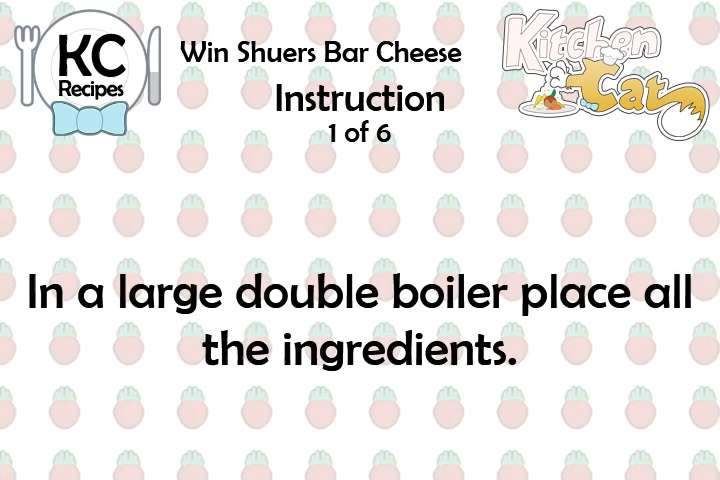 KC
Recipes
Win Shuers Bar Cheese
Instruction
1 of 6
Kitchen
Cat
In a large double boiler place all
the ingredients.